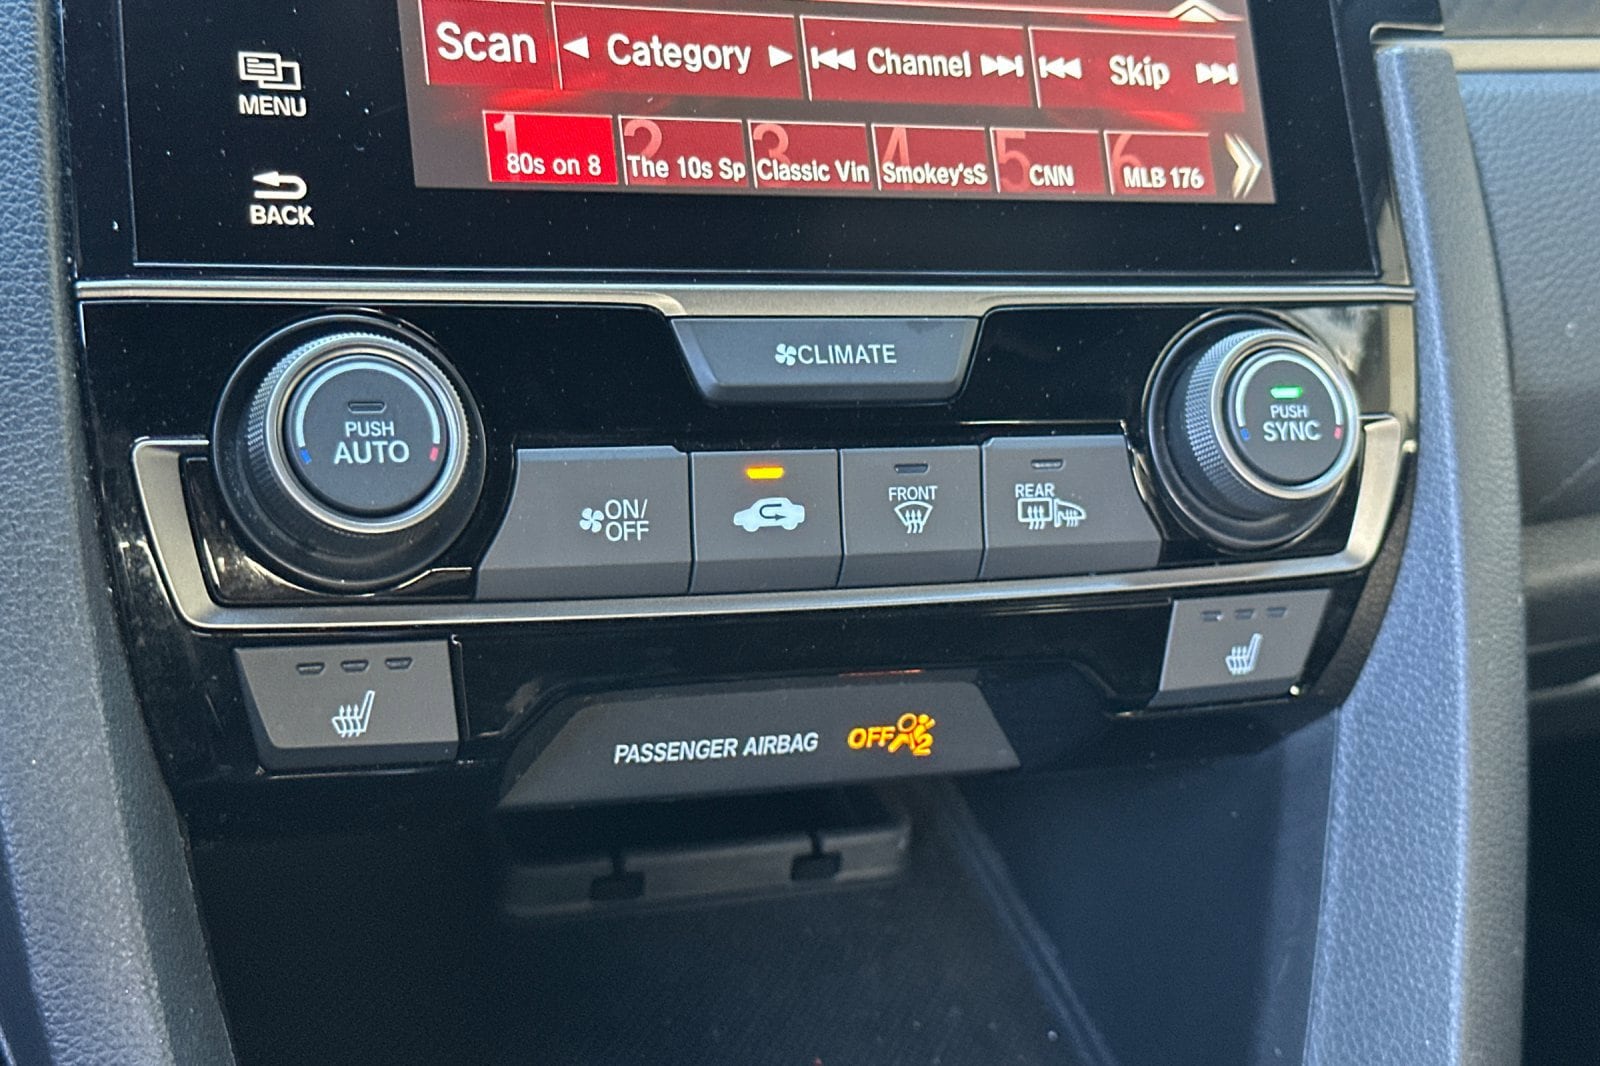 MENU
BACK
Scan Category Channel Skip
1 2 3 4 5 6
80s on 8 The 10s Sp Classic Vin Smokey'sS CNN MLB 176
CLIMATE
PUSH
AUTO
PUSH
SYNC
ON/
OFF
FRONT
REAR
PASSENGER AIRBAG OFF 2